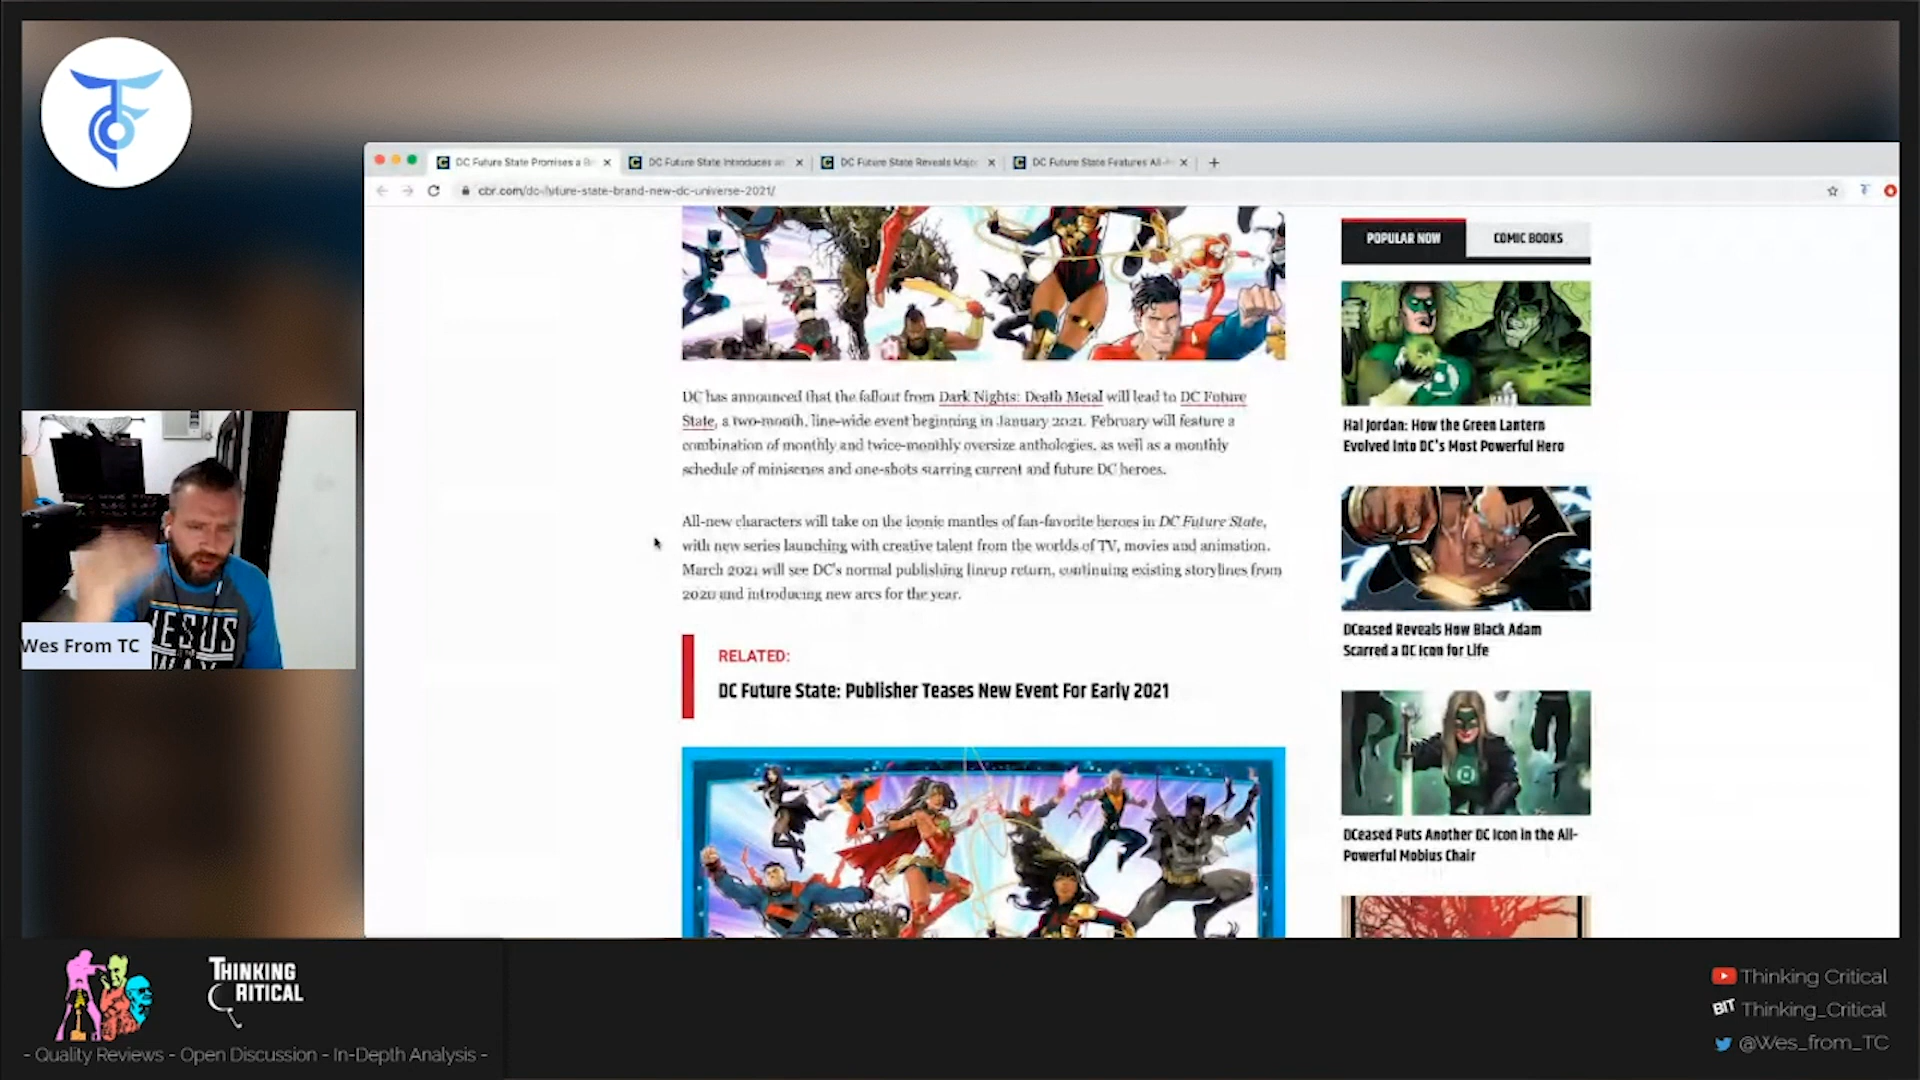 DC Future State Promises a Br
DC Future State Introduces an
DC Future State Reveals Major
DC Future State Features All-
cbr.com/dc-future-state-brand-new-dc-universe-2021/
DC has announced that the fallout from Dark Nights: Death Metal will lead to DC Future
State, a two-month, line-wide event beginning in January 2021. February will feature a
combination of monthly and twice-monthly oversize anthologies, as well as a monthly
schedule of miniseries and one-shots starring current and future DC heroes.
All-new characters will take on the iconic mantles of fan-favorite heroes in DC Future State,
with new series launching with creative talent from the worlds of TV, movies and animation.
March 2021 will see DC's normal publishing lineup return, continuing existing storylines from
2020 and introducing new arcs for the year.
RELATED:
DC Future State: Publisher Teases New Event For Early 2021
POPULAR NOW
COMIC BOOKS
Hal Jordan: How the Green Lantern
Evolved Into DC's Most Powerful Hero
DCeased Reveals How Black Adam
Scarred a DC Icon for Life
DCeased Puts Another DC Icon in the All-
Powerful Mobius Chair
JESUS
WAY
Wes From TC
THINKING
CRITICAL
- Quality Reviews - Open Discussion - In-Depth Analysis -
Thinking Critical
BIT Thinking_Critical
@Wes_from_TC